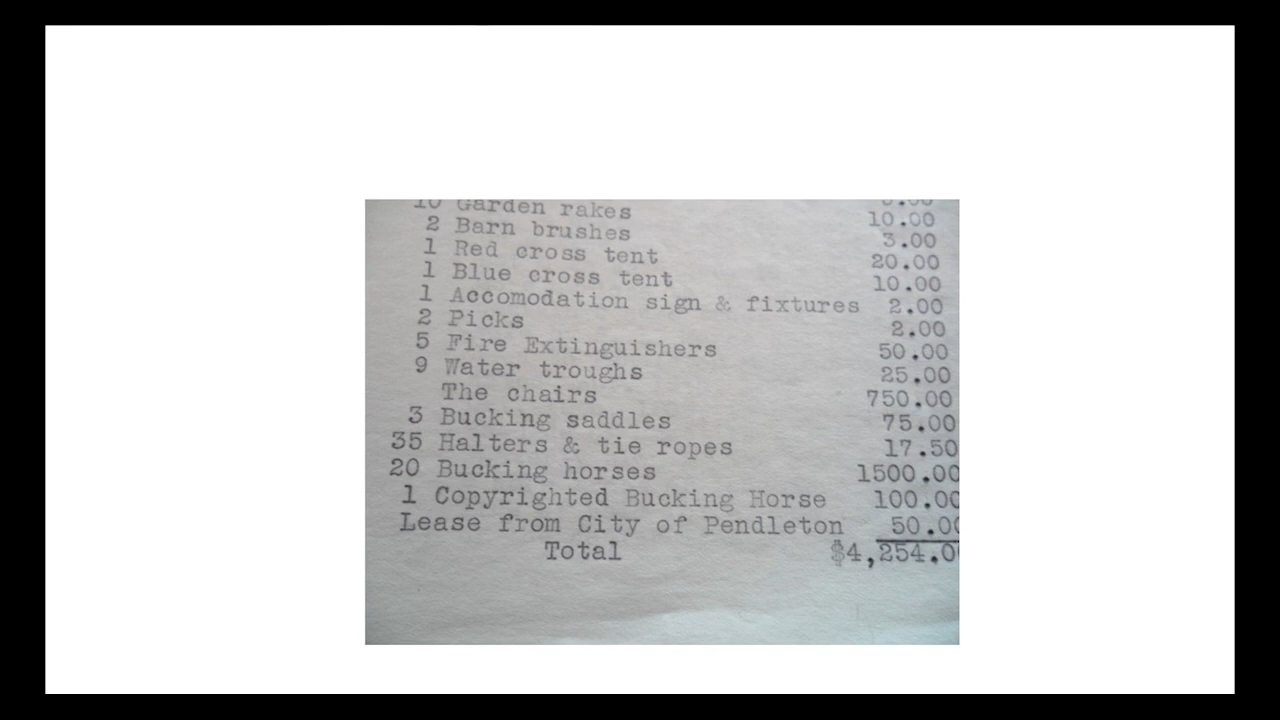 10 Garden rakes 10.00
2 Barn brushes 3.00
1 Red cross tent 20.00
1 Blue cross tent 10.00
1 Accomodation sign & fixtures 2.00
2 Picks 2.00
5 Fire Extinguishers 50.00
9 Water troughs 25.00
The chairs 750.00
3 Bucking saddles 75.00
35 Halters & tie ropes 17.50
20 Bucking horses 1500.00
1 Copyrighted Bucking Horse 100.00
Lease from City of Pendleton 50.00
Total $4,254.0